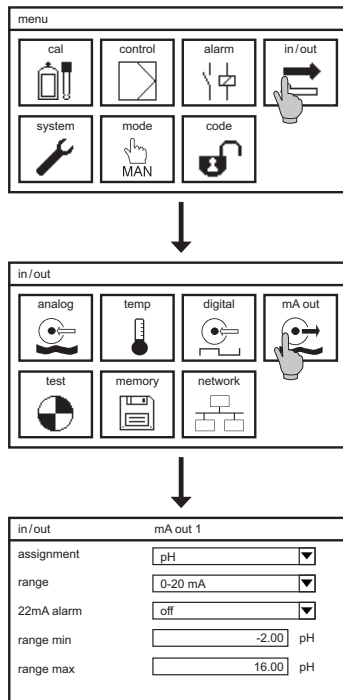 menu
cal control alarm in/out
system mode code
MAN
in/out
analog temp digital mA out
test memory network
in/out mA out 1
assignment pH
range 0-20 mA
22mA alarm off
range min -2.00 pH
range max 16.00 pH